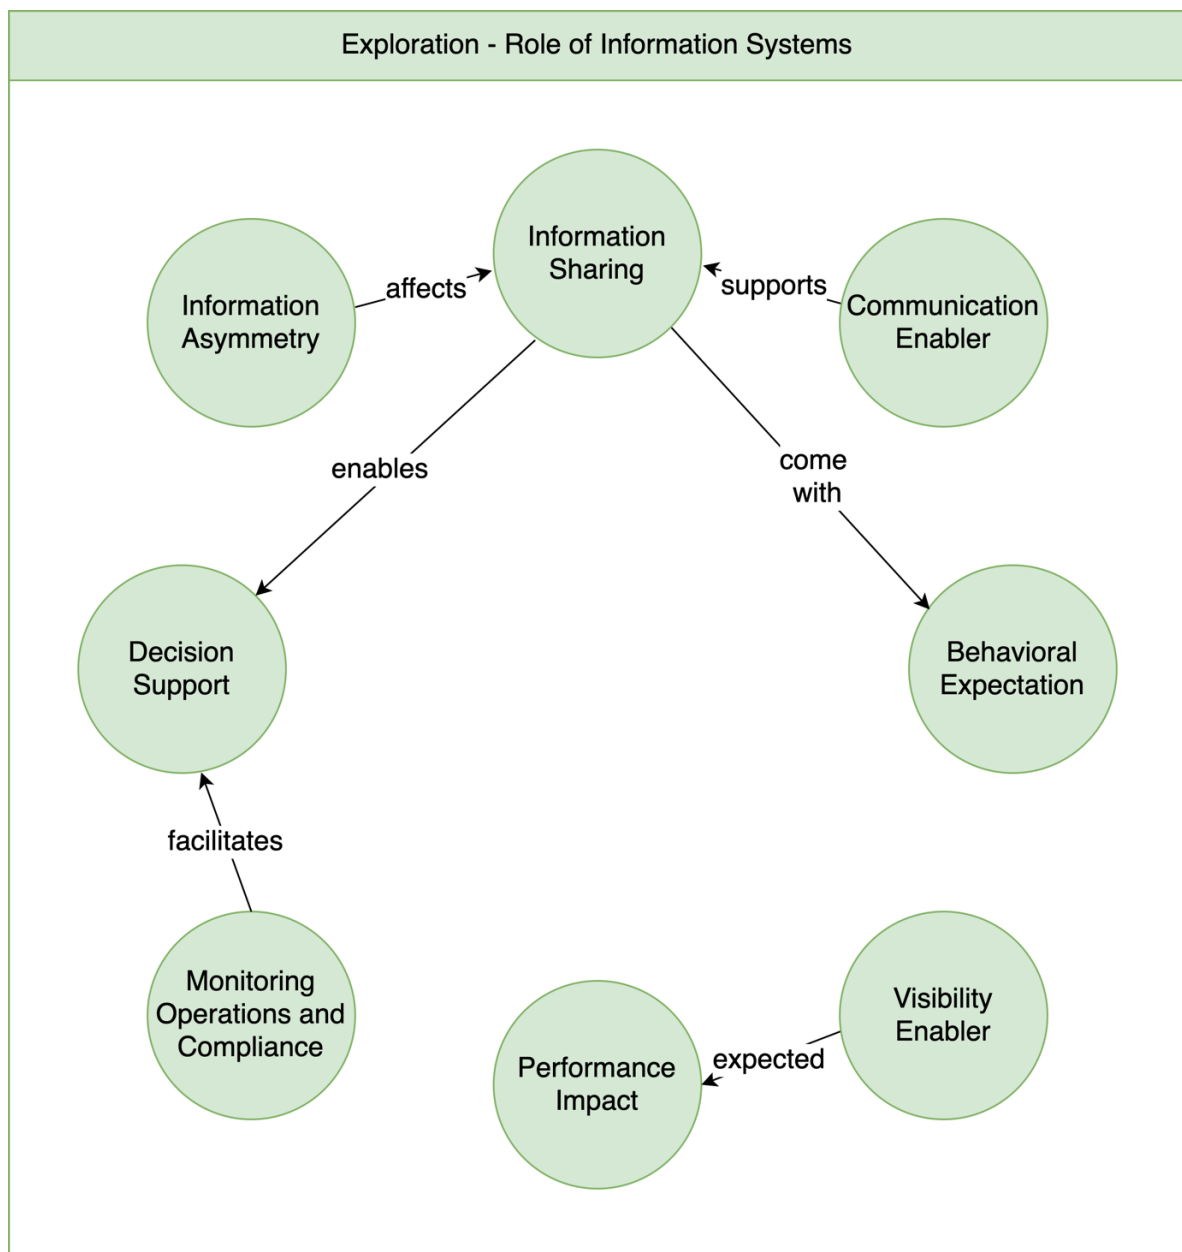 Exploration - Role of Information Systems
Information
Sharing
Information
Asymmetry
affects
supports
Communication
Enabler
enables
come
with
Decision
Support
Behavioral
Expectation
facilitates
Monitoring
Operations and
Compliance
Performance
Impact
expected
Visibility
Enabler